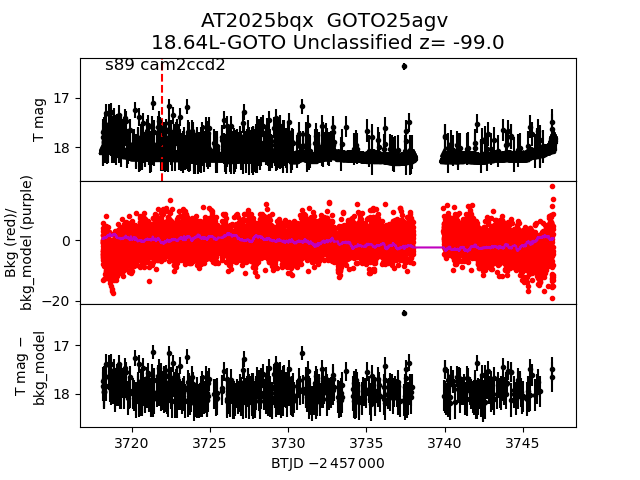 AT2025bqx  GOTO25agv
18.64L-GOTO Unclassified z= -99.0
s89 cam2ccd2
T mag
17
18
Bkg (red)/
bkg_model (purple)
0
−20
T mag −
bkg_model
17
18
3720
3725
3730
3735
3740
3745
BTJD −2 457 000